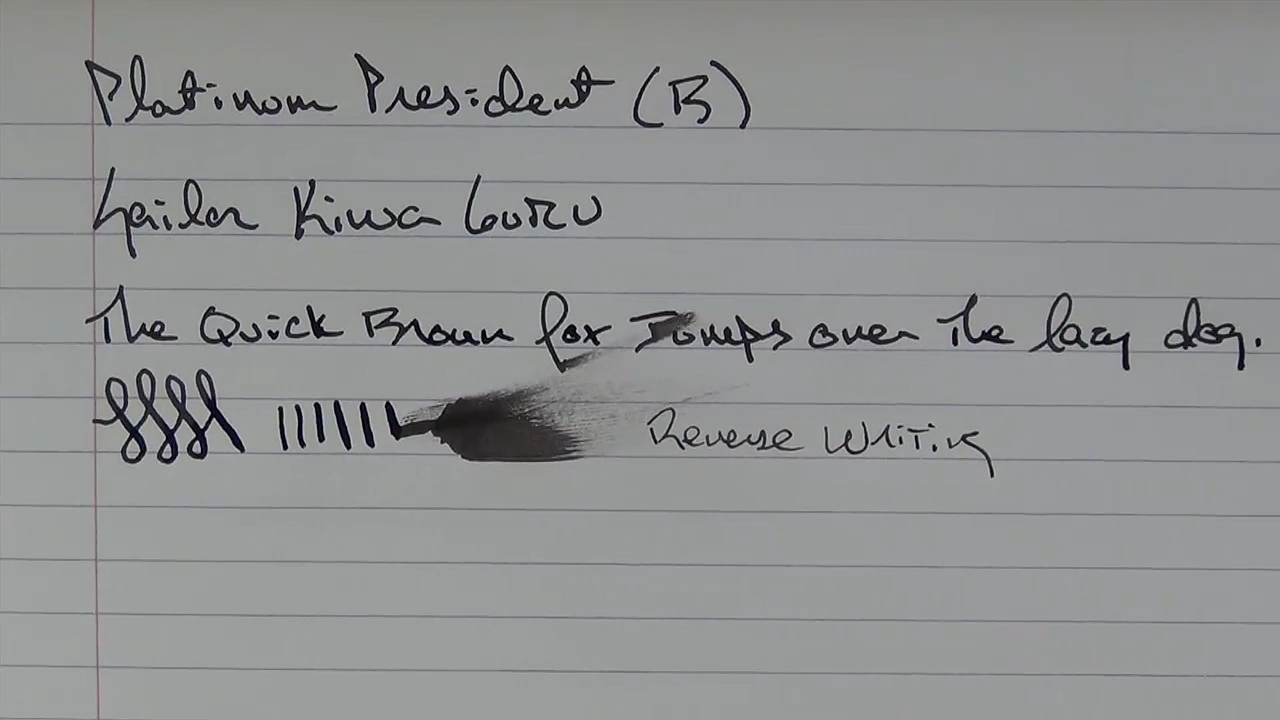 Platinum President (B)
Sailor Kiwa Guro
The Quick Brown fox Jumps over The lazy dog.
Reverse Writing